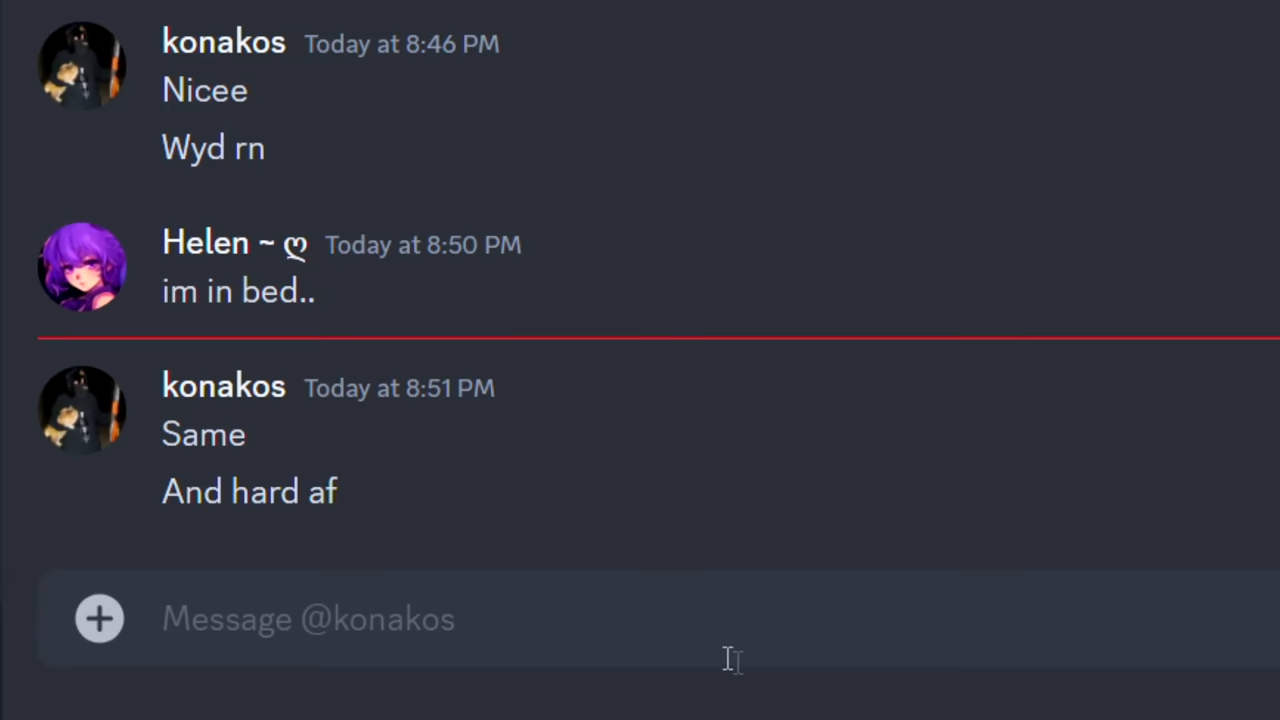 konakos Today at 8:46 PM
Nicee
Wyd rn
Helen ~ ღ Today at 8:50 PM
im in bed..
konakos Today at 8:51 PM
Same
And hard af
Message @konakos